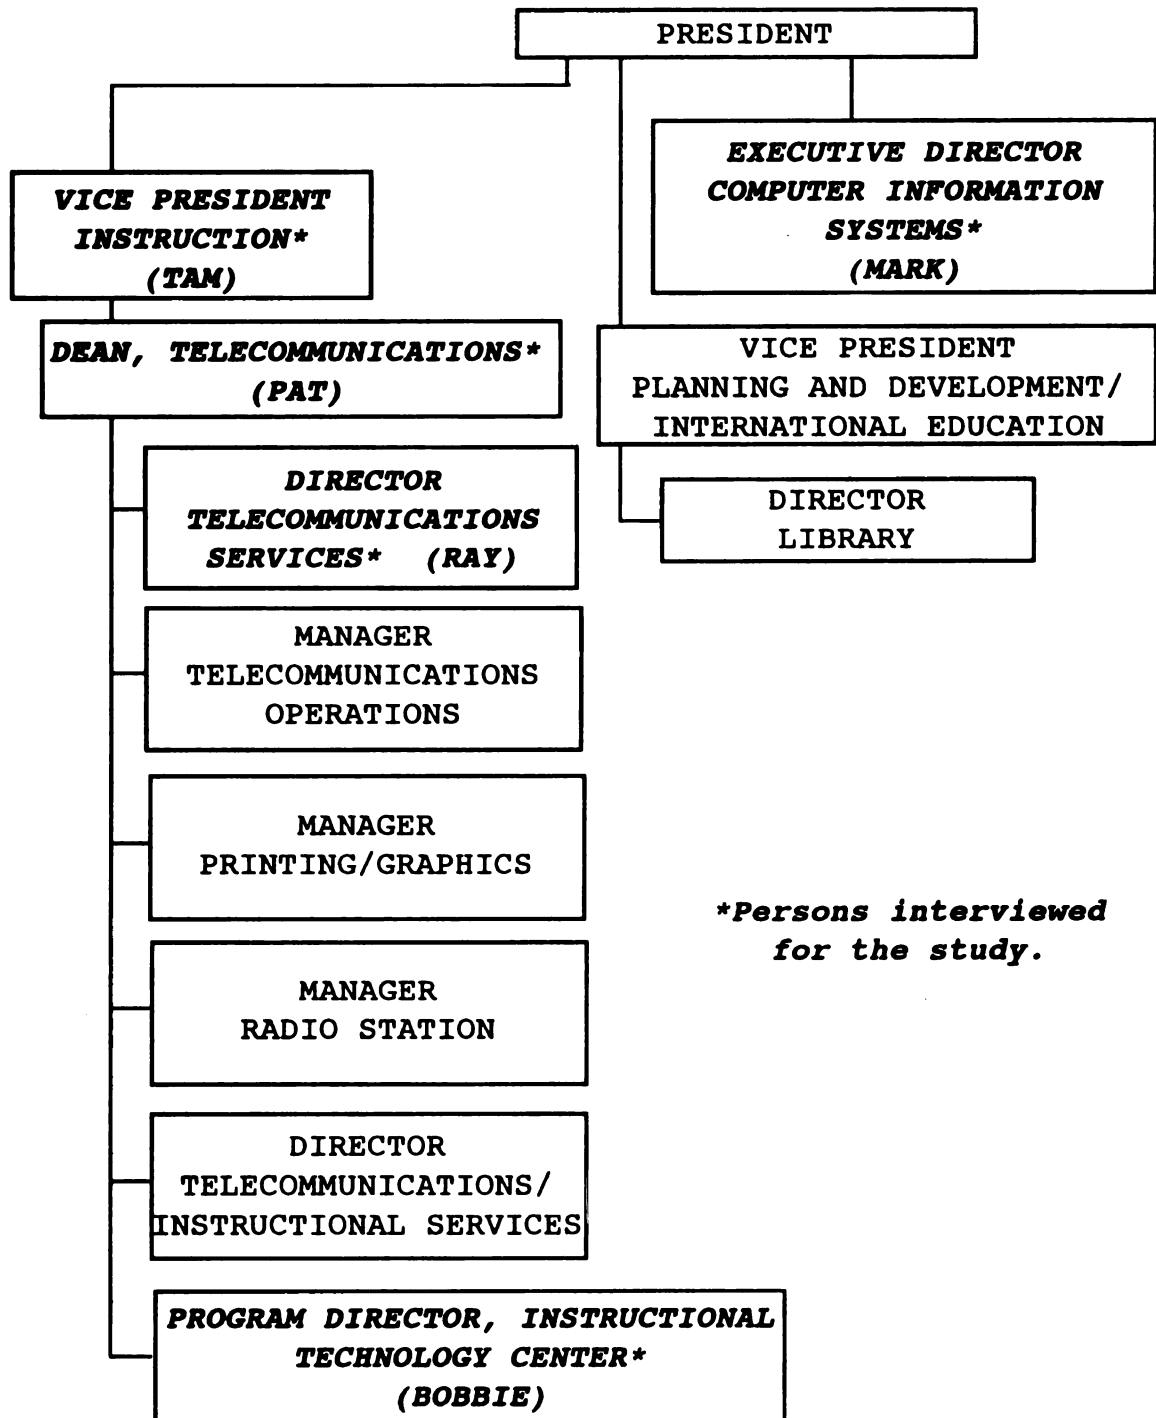 PRESIDENT
EXECUTIVE DIRECTOR
COMPUTER INFORMATION
SYSTEMS*
(MARK)
VICE PRESIDENT
INSTRUCTION*
(TAM)
DEAN, TELECOMMUNICATIONS*
(PAT)
VICE PRESIDENT
PLANNING AND DEVELOPMENT/
INTERNATIONAL EDUCATION
DIRECTOR
TELECOMMUNICATIONS
SERVICES* (RAY)
DIRECTOR
LIBRARY
MANAGER
TELECOMMUNICATIONS
OPERATIONS
MANAGER
PRINTING/GRAPHICS
*Persons interviewed
for the study.
MANAGER
RADIO STATION
DIRECTOR
TELECOMMUNICATIONS/
INSTRUCTIONAL SERVICES
PROGRAM DIRECTOR, INSTRUCTIONAL
TECHNOLOGY CENTER*
(BOBBIE)